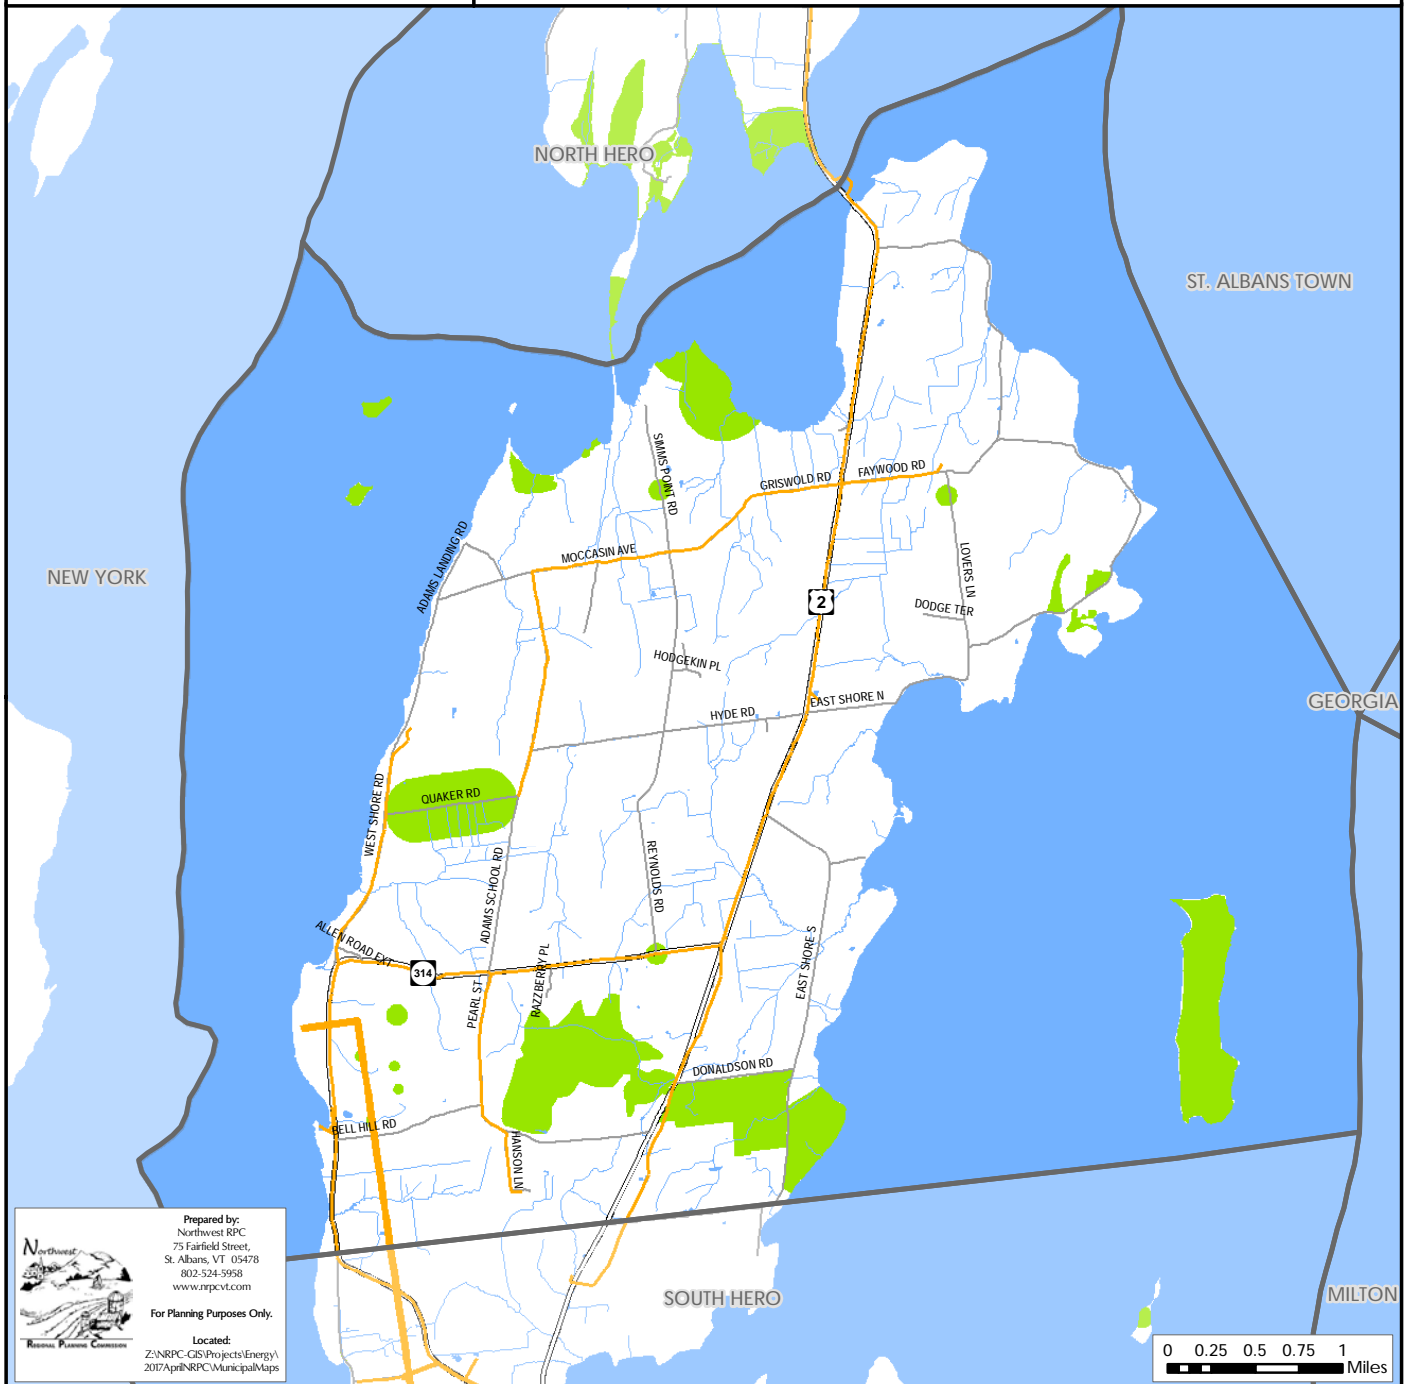 NORTH HERO
ST. ALBANS TOWN
NEW YORK
GEORGIA
SIMMS POINT RD
GRISWOLD RD
FAYWOOD RD
MOCCASIN AVE
ADAMS LANDING RD
LOVERS LN
DODGE TER
2
HODGEKIN PL
HYDE RD
EAST SHORE N
QUAKER RD
WEST SHORE RD
REYNOLDS RD
ADAMS SCHOOL RD
ALLEN ROAD EXT
314
RAZZBERRY PL
PEARL ST
EAST SHORE S
DONALDSON RD
BELL HILL RD
HANSON LN
SOUTH HERO
MILTON
Northwest
REGIONAL PLANNING COMMISSION
Prepared by:
Northwest RPC
75 Fairfield Street,
St. Albans, VT 05478
802-524-5958
www.nrpcvt.com
For Planning Purposes Only.
Located:
Z:\NRPC-GIS\Projects\Energy\
2017AprilNRPC\MunicipalMaps
0 0.25 0.5 0.75 1
Miles